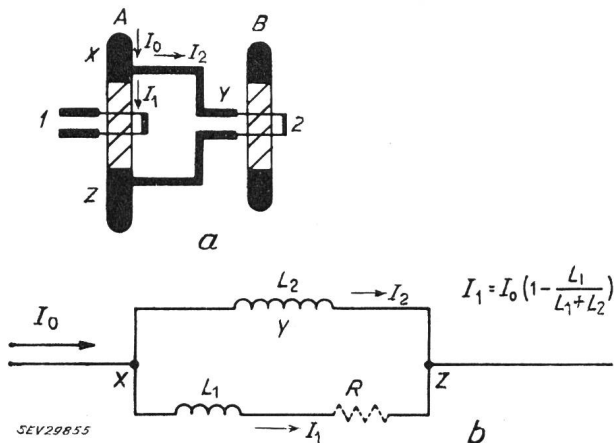 A
B
X
I₀
I₂
I₁
Y
1
2
Z
a
L₂
I₂
I₁ = I₀ (1 - L₁/(L₁+L₂))
I₀
Y
X
Z
L₁
R
I₁
b
SEV29855